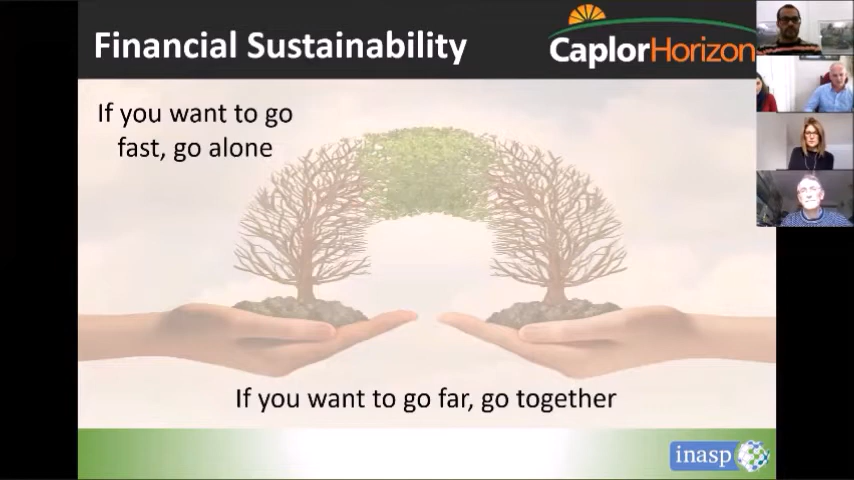 Financial Sustainability
CaplorHorizon
If you want to go
fast, go alone
If you want to go far, go together
inasp